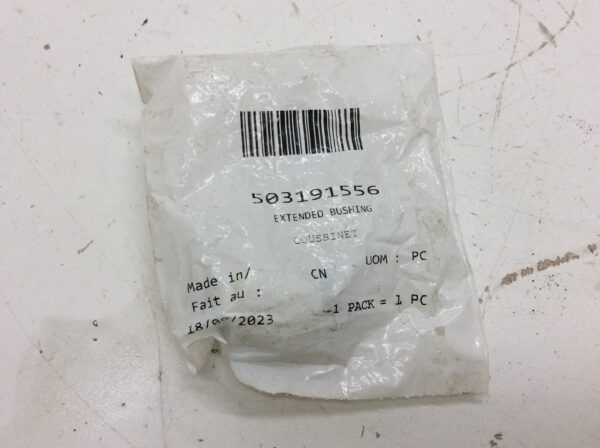 503191556
EXTENDED BUSHING
COUSSINET
Made in/ CN UOM : PC
Fait au :
1 PACK = 1 PC